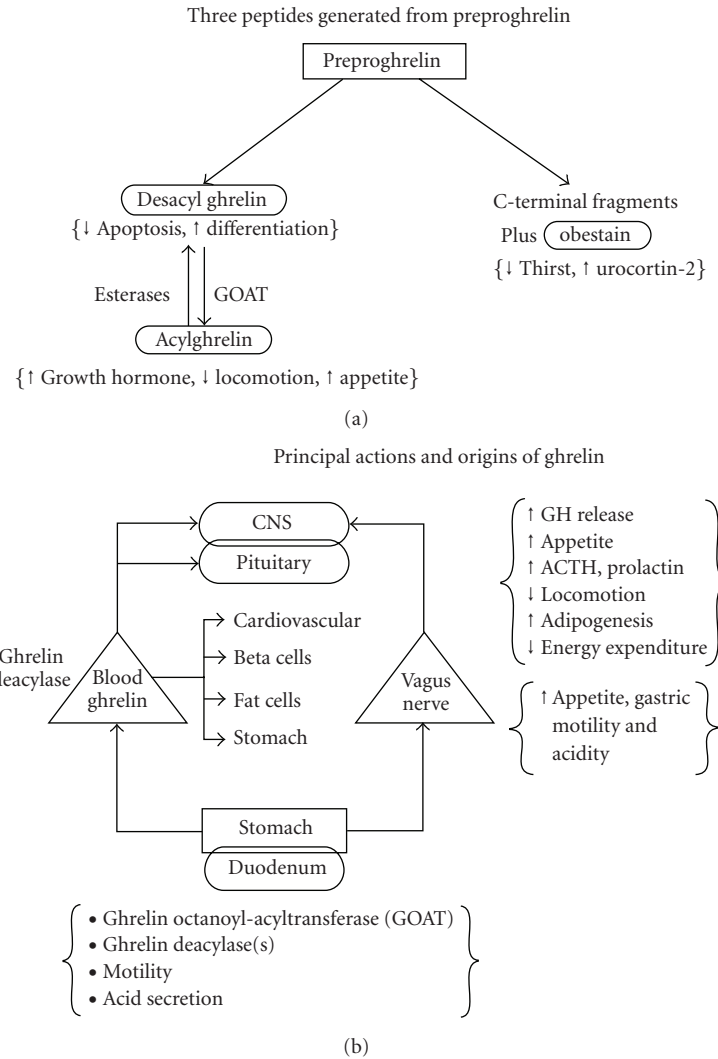 Three peptides generated from preproghrelin
Preproghrelin
Desacyl ghrelin
{↓ Apoptosis, ↑ differentiation}
C-terminal fragments
Plus obestain
{↓ Thirst, ↑ urocortin-2}
Esterases
GOAT
Acylghrelin
{↑ Growth hormone, ↓ locomotion, ↑ appetite}
(a)
Principal actions and origins of ghrelin
CNS
Pituitary
↑ GH release
↑ Appetite
↑ ACTH, prolactin
↓ Locomotion
↑ Adipogenesis
↓ Energy expenditure
Ghrelin
deacylase
Blood
ghrelin
Cardiovascular
Beta cells
Fat cells
Stomach
Vagus
nerve
↑ Appetite, gastric
motility and
acidity
Stomach
Duodenum
• Ghrelin octanoyl-acyltransferase (GOAT)
• Ghrelin deacylase(s)
• Motility
• Acid secretion
(b)